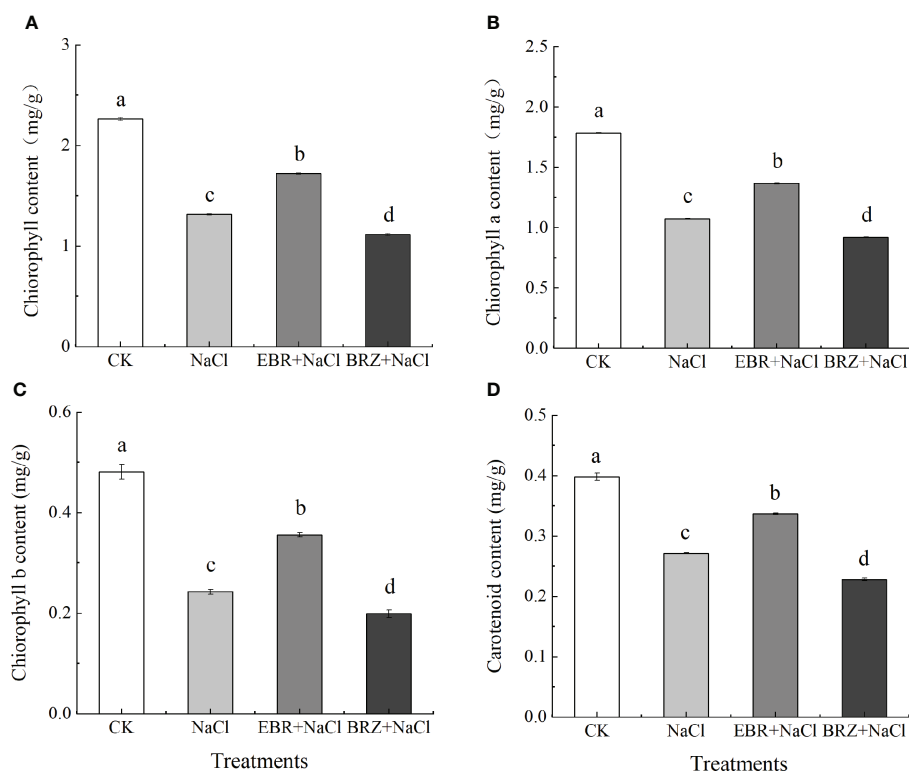 A
Chiorophyll content (mg/g)
3
2
1
0
a
c
b
d
CK NaCl EBR+NaCl BRZ+NaCl
B
Chiorophyll a content (mg/g)
2.5
2.0
1.5
1.0
0.5
0.0
a
c
b
d
CK NaCl EBR+NaCl BRZ+NaCl
C
Chiorophyll b content (mg/g)
0.6
0.4
0.2
0.0
a
c
b
d
CK NaCl EBR+NaCl BRZ+NaCl
Treatments
D
Carotenoid content (mg/g)
0.5
0.4
0.3
0.2
0.1
0.0
a
c
b
d
CK NaCl EBR+NaCl BRZ+NaCl
Treatments